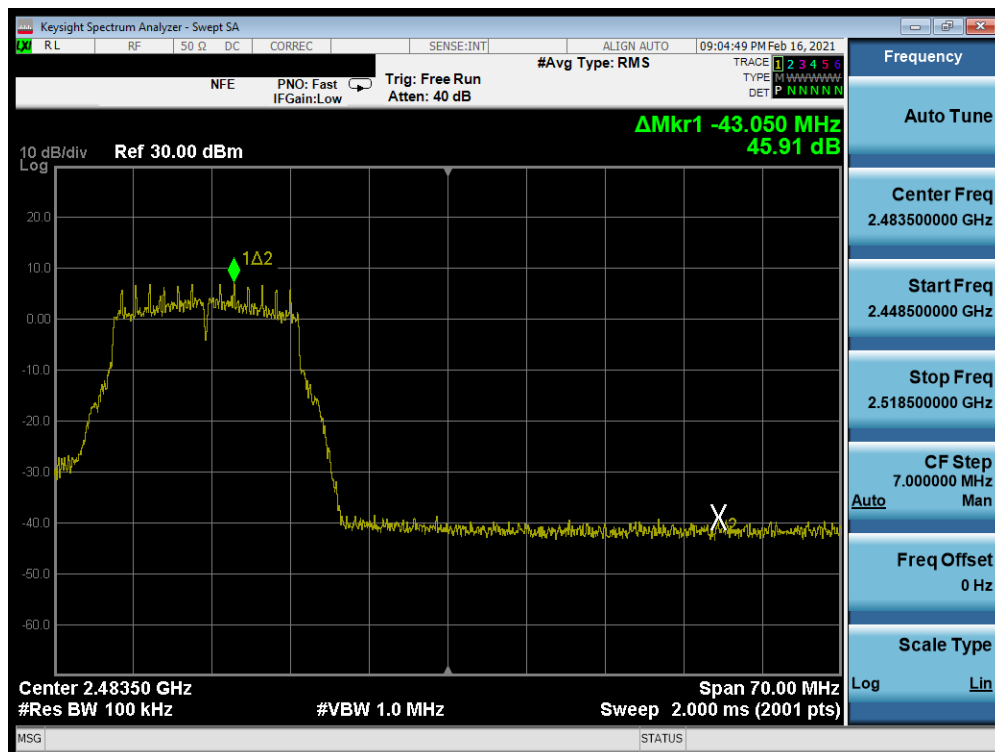 Keysight Spectrum Analyzer - Swept SA
LXI RL RF 50 Ω DC CORREC SENSE:INT ALIGN AUTO 09:04:49 PM Feb 16, 2021
Frequency
NFE
PNO: Fast
IFGain:Low
Trig: Free Run
Atten: 40 dB
#Avg Type: RMS
TRACE 1 2 3 4 5 6
TYPE M WWWWW
DET P N N N N N
ΔMkr1 -43.050 MHz
45.91 dB
10 dB/div Ref 30.00 dBm
Log
20.0
10.0
0.00
-10.0
-20.0
-30.0
-40.0
-50.0
-60.0
1Δ2
X2
Center 2.48350 GHz Span 70.00 MHz
#Res BW 100 kHz #VBW 1.0 MHz Sweep 2.000 ms (2001 pts)
Auto Tune
Center Freq
2.483500000 GHz
Start Freq
2.448500000 GHz
Stop Freq
2.518500000 GHz
CF Step
7.000000 MHz
Auto Man
Freq Offset
0 Hz
Scale Type
Log Lin
MSG STATUS